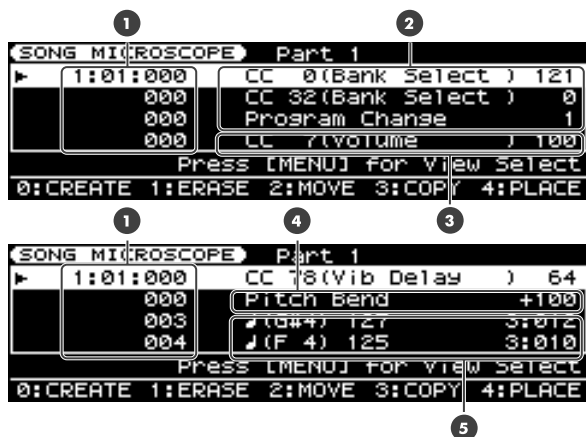 1 2
SONG MICROSCOPE Part 1
1:01:000 CC 0(Bank Select ) 121
000 CC 32(Bank Select ) 0
000 Program Change 1
000 CC 7(Volume ) 100
Press [MENU] for View Select
0:CREATE 1:ERASE 2:MOVE 3:COPY 4:PLACE
3
1 4
SONG MICROSCOPE Part 1
1:01:000 CC 78(Vib Delay ) 64
000 Pitch Bend +100
003 ♩(G#4) 127 3:012
004 ♩(F 4) 125 3:010
Press [MENU] for View Select
0:CREATE 1:ERASE 2:MOVE 3:COPY 4:PLACE
5